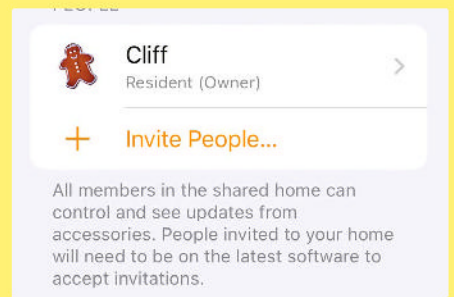 PEOPLE
Cliff
Resident (Owner)
Invite People...
All members in the shared home can
control and see updates from
accessories. People invited to your home
will need to be on the latest software to
accept invitations.